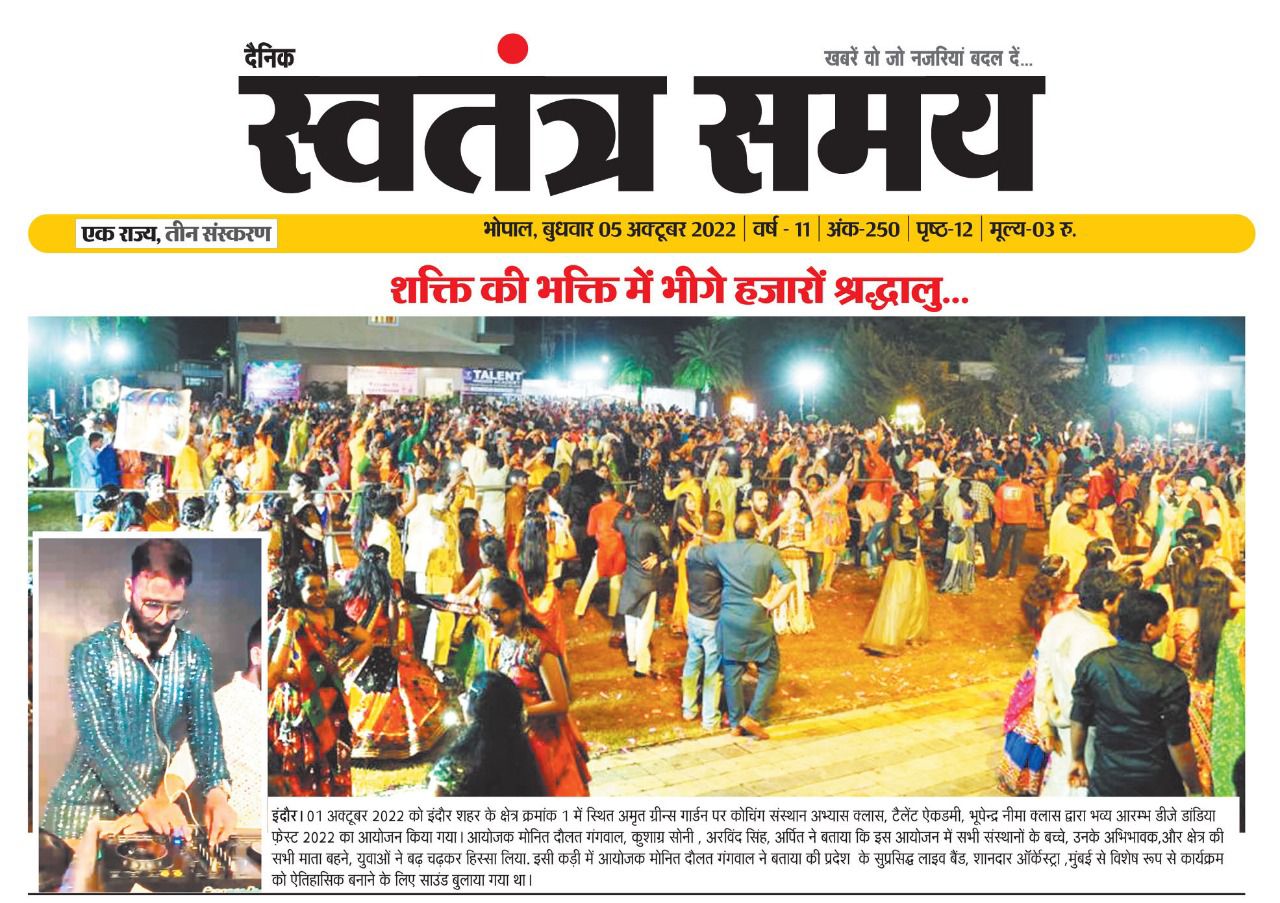 दैनिक
खबरें वो जो नजरियां बदल दें...
स्वतंत्र समय
एक राज्य, तीन संस्करण
भोपाल, बुधवार 05 अक्टूबर 2022 | वर्ष - 11 | अंक-250 | पृष्ठ-12 | मूल्य-03 रु.
शक्ति की भक्ति में भीगे हजारों श्रद्धालु...
TALENT
इंदौर। 01 अक्टूबर 2022 को इंदौर शहर के क्षेत्र क्रमांक 1 में स्थित अमृत ग्रीन्स गार्डन पर कोचिंग संस्थान अभ्यास क्लास, टैलेंट ऐकडमी, भूपेन्द्र नीमा क्लास द्वारा भव्य आरम्भ डीजे डांडिया
फ़ेस्ट 2022 का आयोजन किया गया। आयोजक मोनित दौलत गंगवाल, कुशाग्र सोनी , अरविंद सिंह, अर्पित ने बताया कि इस आयोजन में सभी संस्थानों के बच्चे, उनके अभिभावक,और क्षेत्र की
सभी माता बहने, युवाओं ने बढ़ चढ़कर हिस्सा लिया. इसी कड़ी में आयोजक मोनित दौलत गंगवाल ने बताया की प्रदेश के सुप्रसिद्ध लाइव बैंड, शानदार ऑर्केस्ट्रा ,मुंबई से विशेष रूप से कार्यक्रम
को ऐतिहासिक बनाने के लिए साउंड बुलाया गया था।